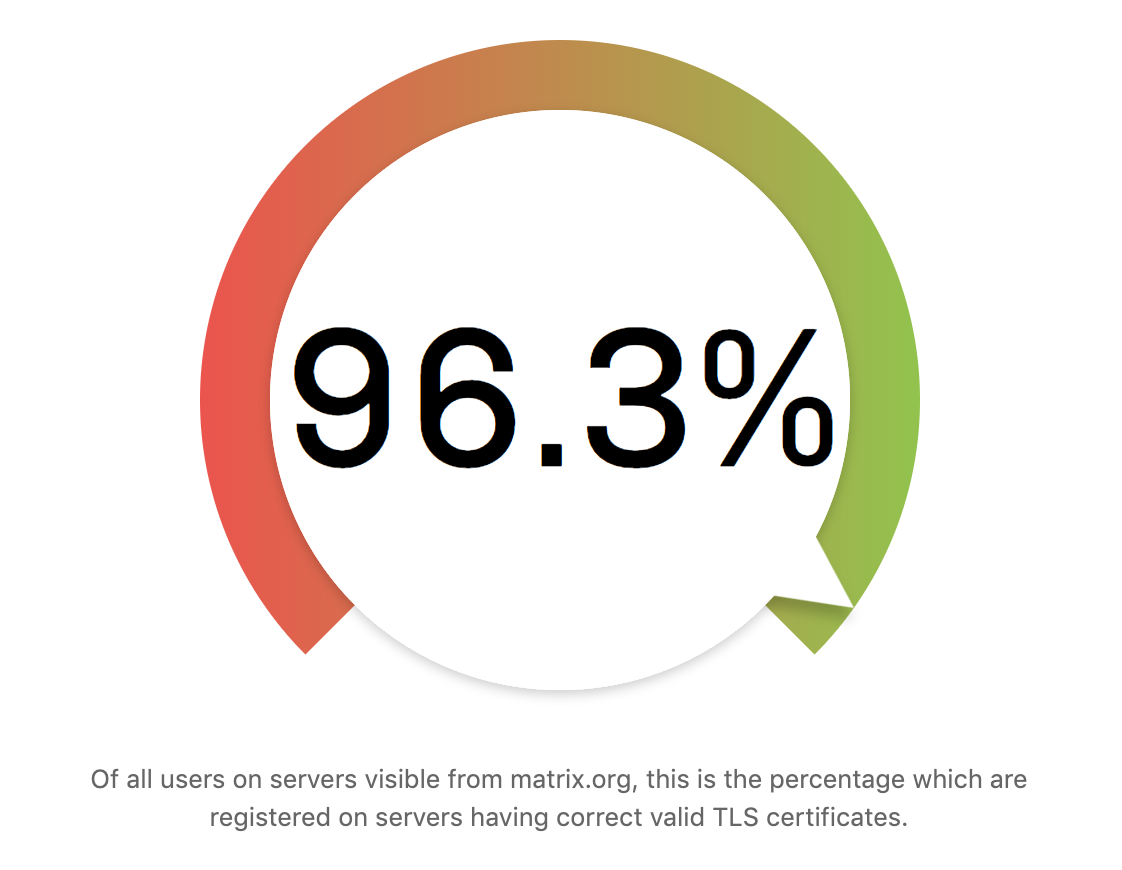 96.3%
Of all users on servers visible from matrix.org, this is the percentage which are
registered on servers having correct valid TLS certificates.